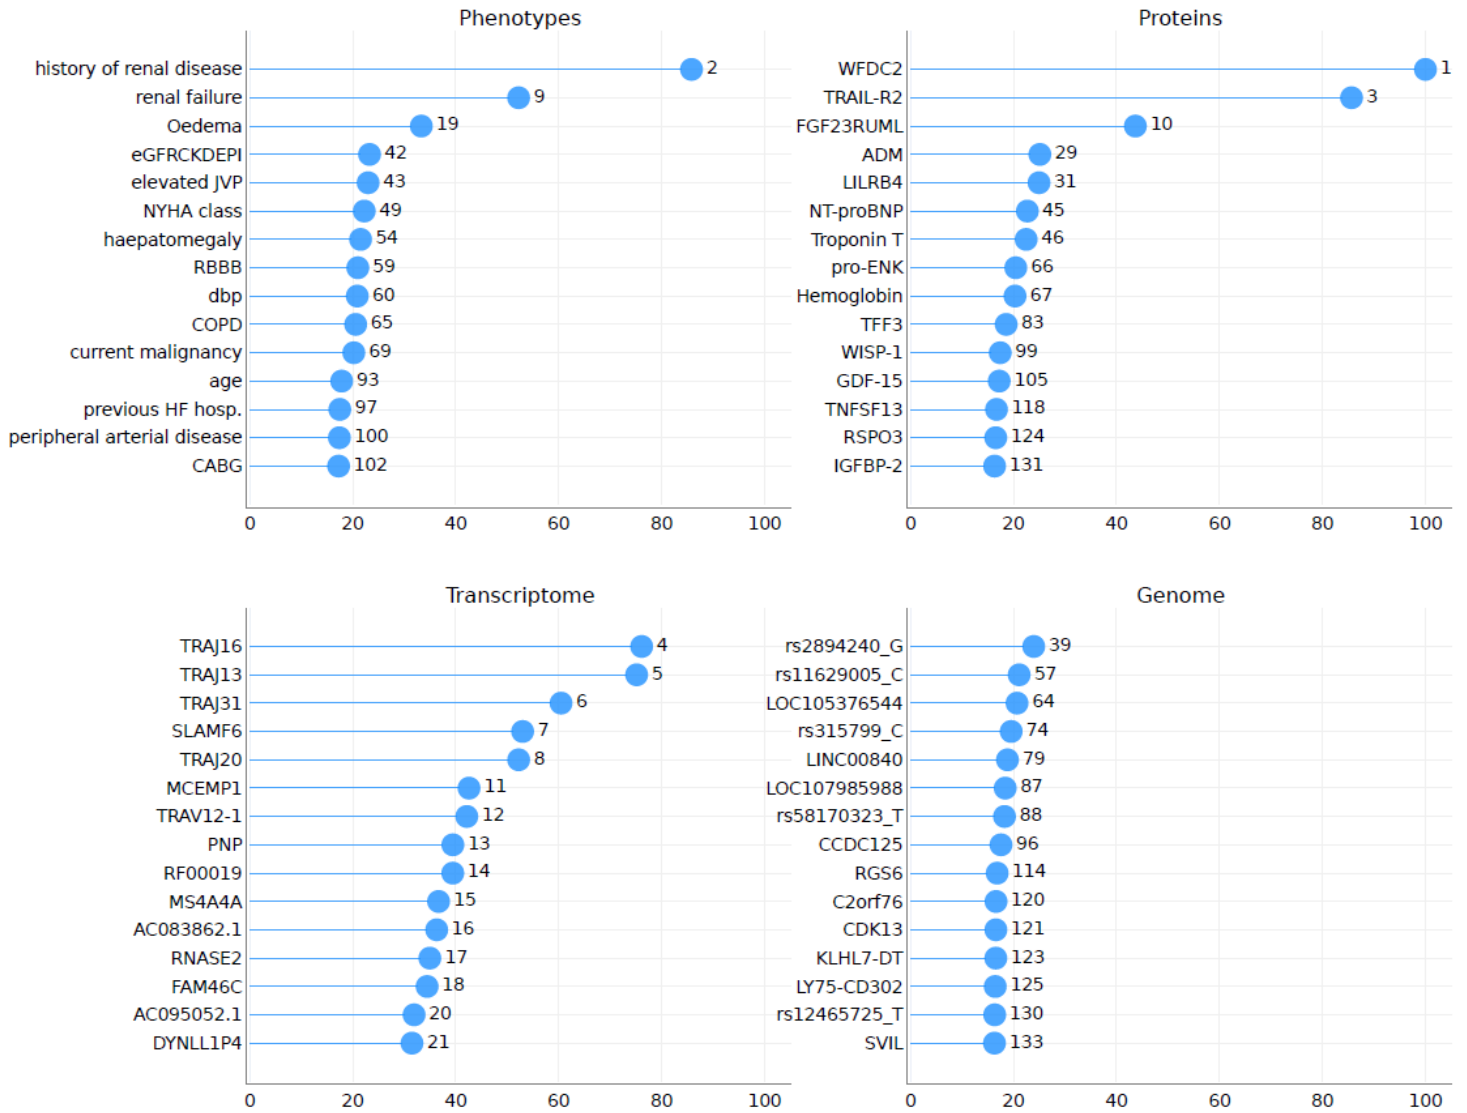 Phenotypes
history of renal disease 2
renal failure 9
Oedema 19
eGFRCKDEPI 42
elevated JVP 43
NYHA class 49
haepatomegaly 54
RBBB 59
dbp 60
COPD 65
current malignancy 69
age 93
previous HF hosp. 97
peripheral arterial disease 100
CABG 102
0 20 40 60 80 100
Proteins
WFDC2 1
TRAIL-R2 3
FGF23RUML 10
ADM 29
LILRB4 31
NT-proBNP 45
Troponin T 46
pro-ENK 66
Hemoglobin 67
TFF3 83
WISP-1 99
GDF-15 105
TNFSF13 118
RSPO3 124
IGFBP-2 131
0 20 40 60 80 100
Transcriptome
TRAJ16 4
TRAJ13 5
TRAJ31 6
SLAMF6 7
TRAJ20 8
MCEMP1 11
TRAV12-1 12
PNP 13
RF00019 14
MS4A4A 15
AC083862.1 16
RNASE2 17
FAM46C 18
AC095052.1 20
DYNLL1P4 21
0 20 40 60 80 100
Genome
rs2894240_G 39
rs11629005_C 57
LOC105376544 64
rs315799_C 74
LINC00840 79
LOC107985988 87
rs58170323_T 88
CCDC125 96
RGS6 114
C2orf76 120
CDK13 121
KLHL7-DT 123
LY75-CD302 125
rs12465725_T 130
SVIL 133
0 20 40 60 80 100